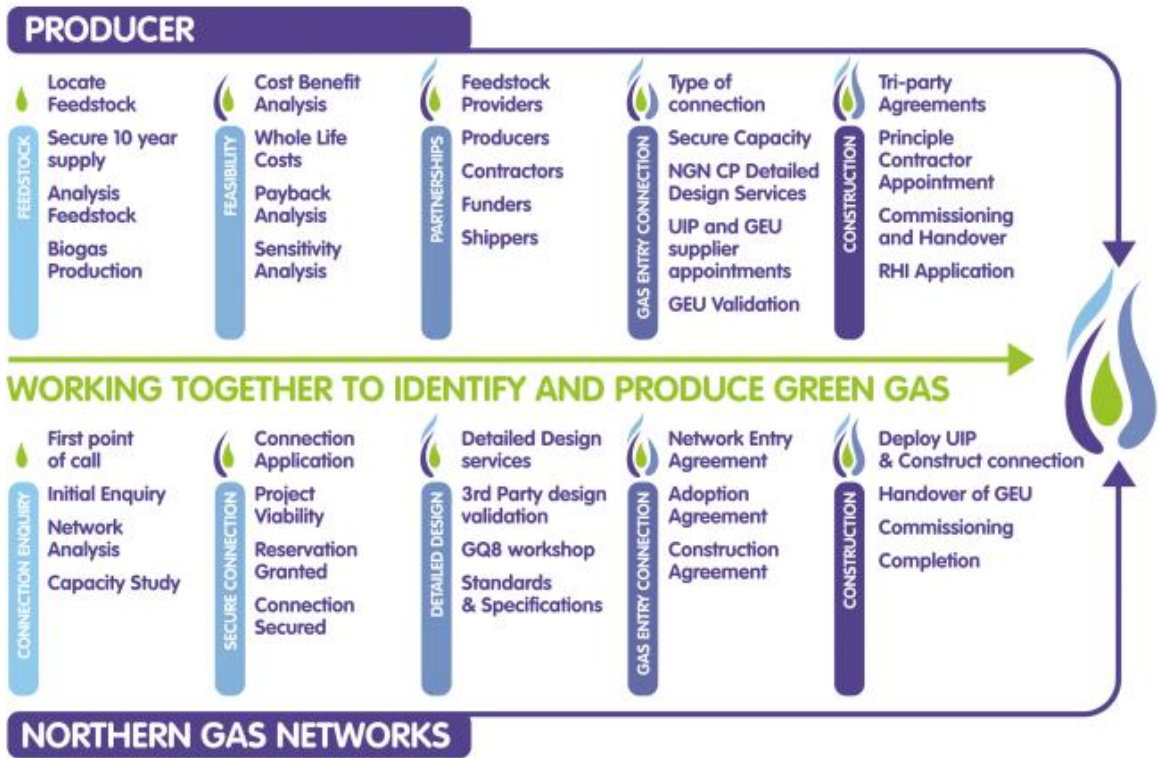 PRODUCER
FEEDSTOCK
Locate
Feedstock
Secure 10 year
supply
Analysis
Feedstock
Biogas
Production
FEASIBILITY
Cost Benefit
Analysis
Whole Life
Costs
Payback
Analysis
Sensitivity
Analysis
PARTNERSHIPS
Feedstock
Providers
Producers
Contractors
Funders
Shippers
GAS ENTRY CONNECTION
Type of
connection
Secure Capacity
NGN CP Detailed
Design Services
UIP and GEU
supplier
appointments
GEU Validation
CONSTRUCTION
Tri-party
Agreements
Principle
Contractor
Appointment
Commissioning
and Handover
RHI Application
WORKING TOGETHER TO IDENTIFY AND PRODUCE GREEN GAS
CONNECTION ENQUIRY
First point
of call
Initial Enquiry
Network
Analysis
Capacity Study
SECURE CONNECTION
Connection
Application
Project
Viability
Reservation
Granted
Connection
Secured
DETAILED DESIGN
Detailed Design
services
3rd Party design
validation
GQ8 workshop
Standards
& Specifications
GAS ENTRY CONNECTION
Network Entry
Agreement
Adoption
Agreement
Construction
Agreement
CONSTRUCTION
Deploy UIP
& Construct connection
Handover of GEU
Commissioning
Completion
NORTHERN GAS NETWORKS